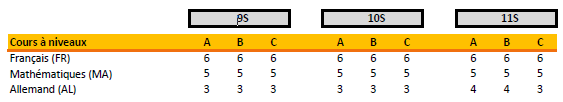 9S 10S 11S
Cours à niveaux A B C A B C A B C
Français (FR) 6 6 6 6 6 6 6 6 6
Mathématiques (MA) 5 5 5 5 5 5 5 5 5
Allemand (AL) 3 3 3 3 3 3 4 4 3